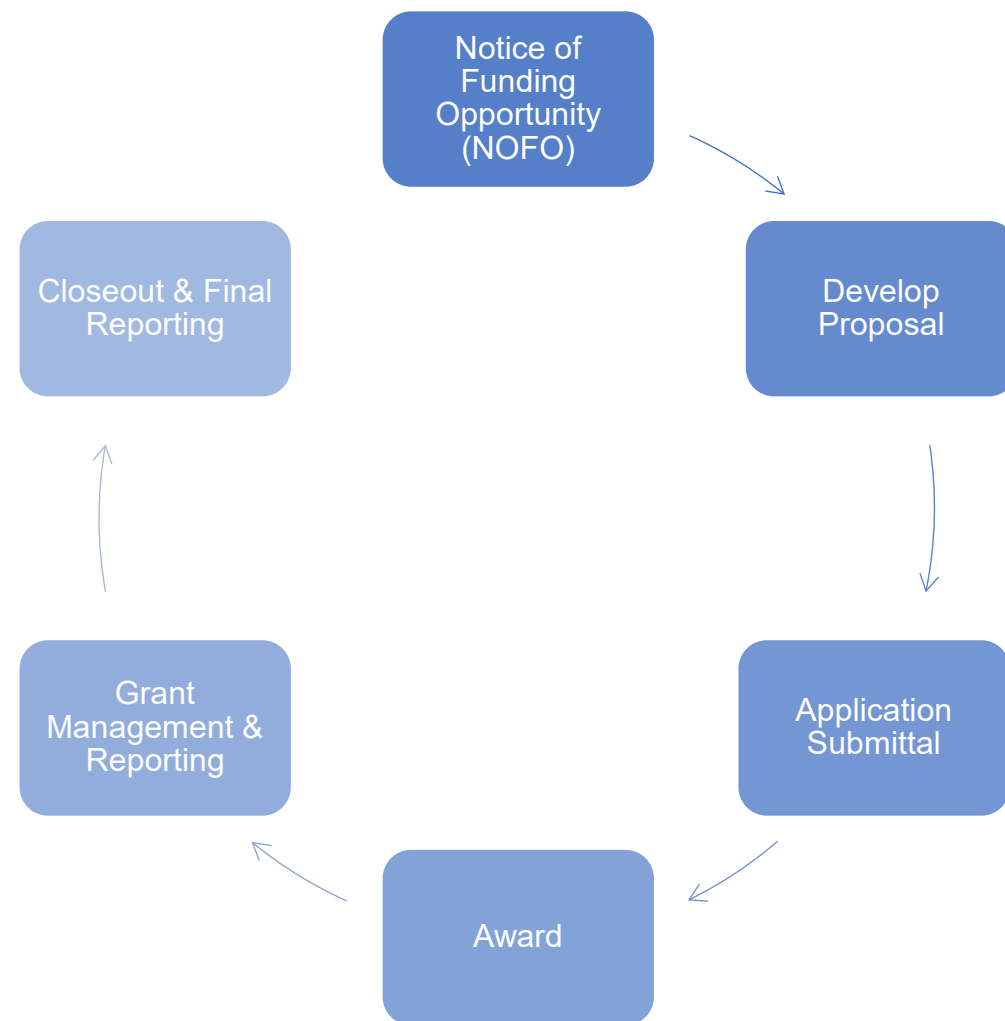 Notice of
Funding
Opportunity
(NOFO)
Develop
Proposal
Application
Submittal
Award
Grant
Management &
Reporting
Closeout & Final
Reporting